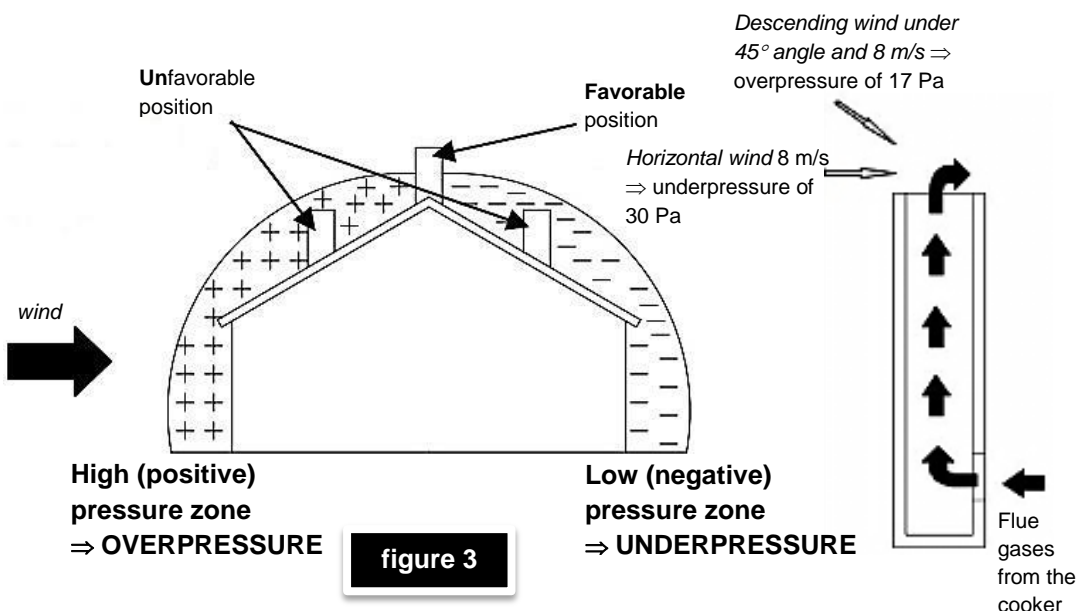 Descending wind under
45° angle and 8 m/s ⇒
overpressure of 17 Pa
Unfavorable
position
Favorable
position
Horizontal wind 8 m/s
⇒ underpressure of
30 Pa
wind
High (positive)
pressure zone
⇒ OVERPRESSURE
Low (negative)
pressure zone
⇒ UNDERPRESSURE
figure 3
Flue
gases
from the
cooker